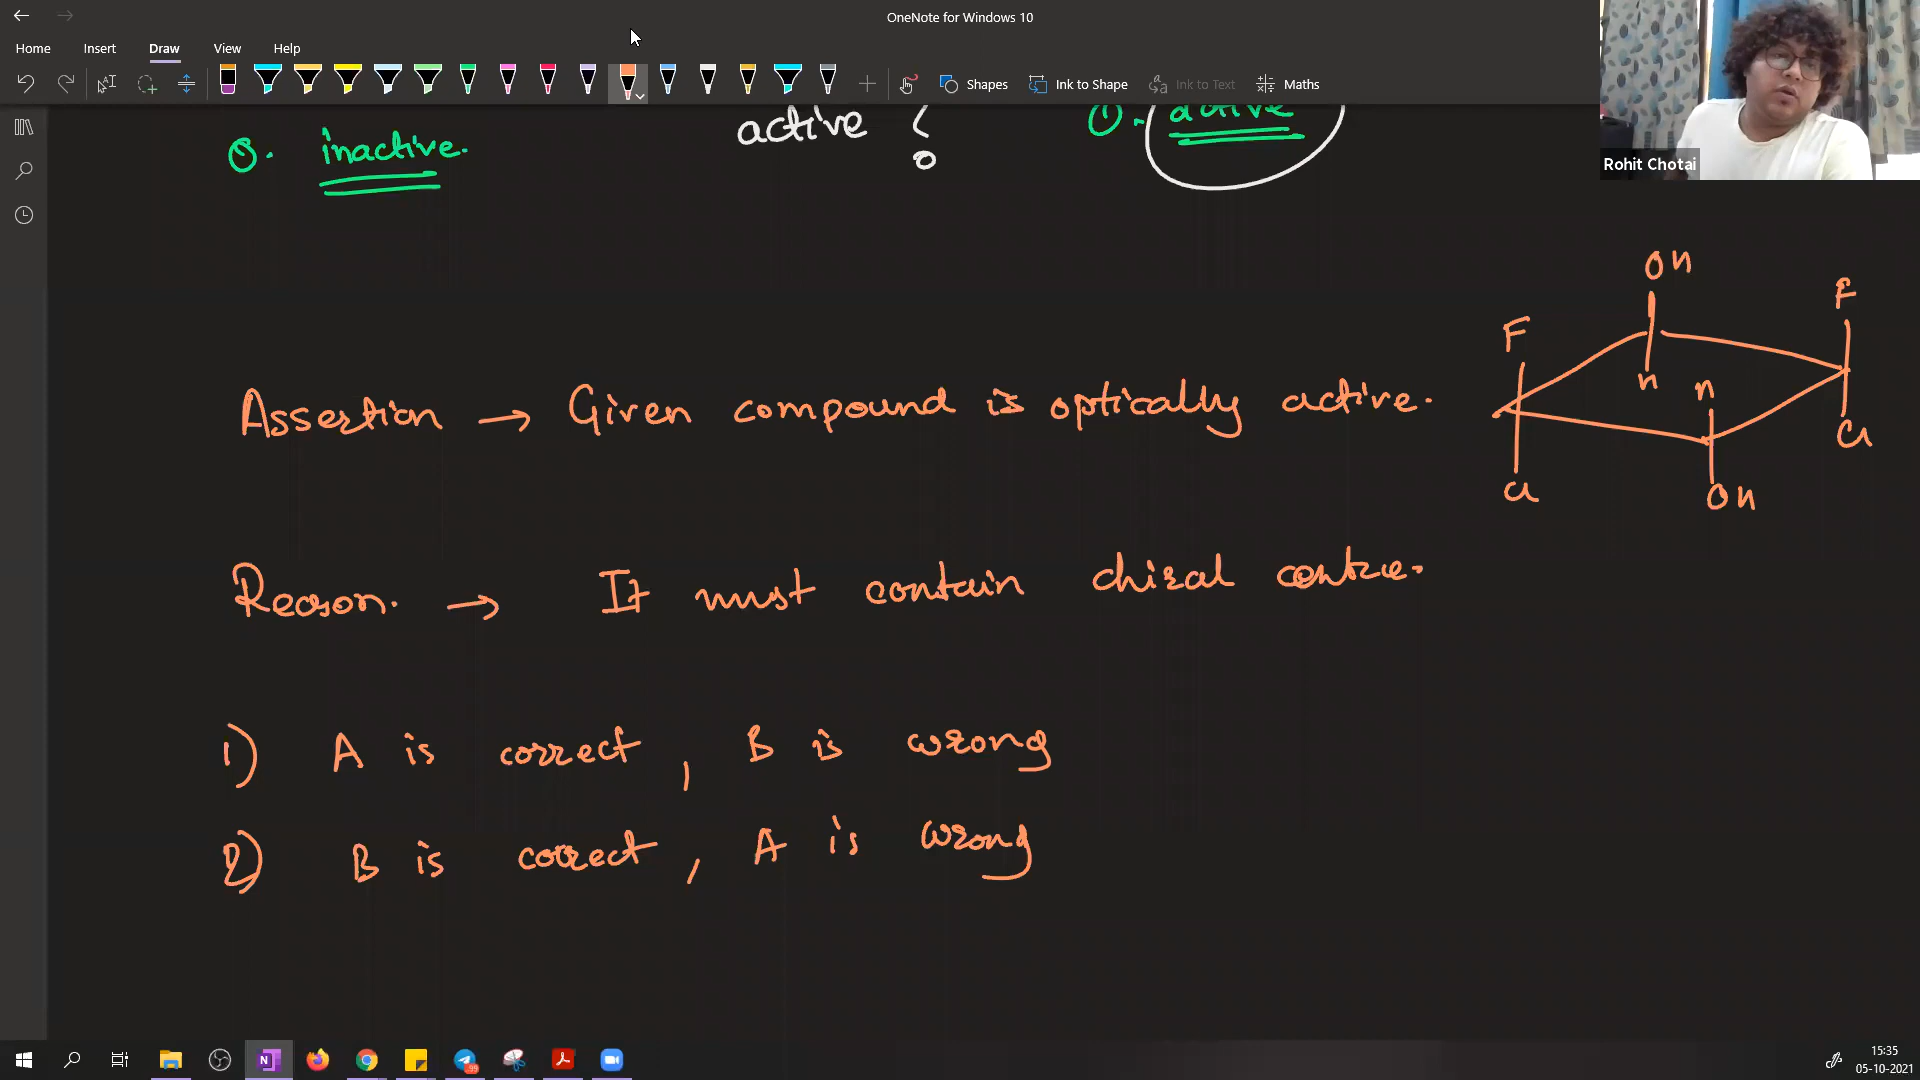 OneNote for Windows 10
Home Insert Draw View Help
Shapes Ink to Shape Ink to Text Maths
Rohit Chotai
O. inactive.
active ?
O. active
Assertion → Given compound is optically active.
OH
F
F
H
H
Cl
Cl
OH
Reason. → It must contain chiral centre.
1) A is correct, B is wrong
2) B is correct, A is wrong
15:35
05-10-2021